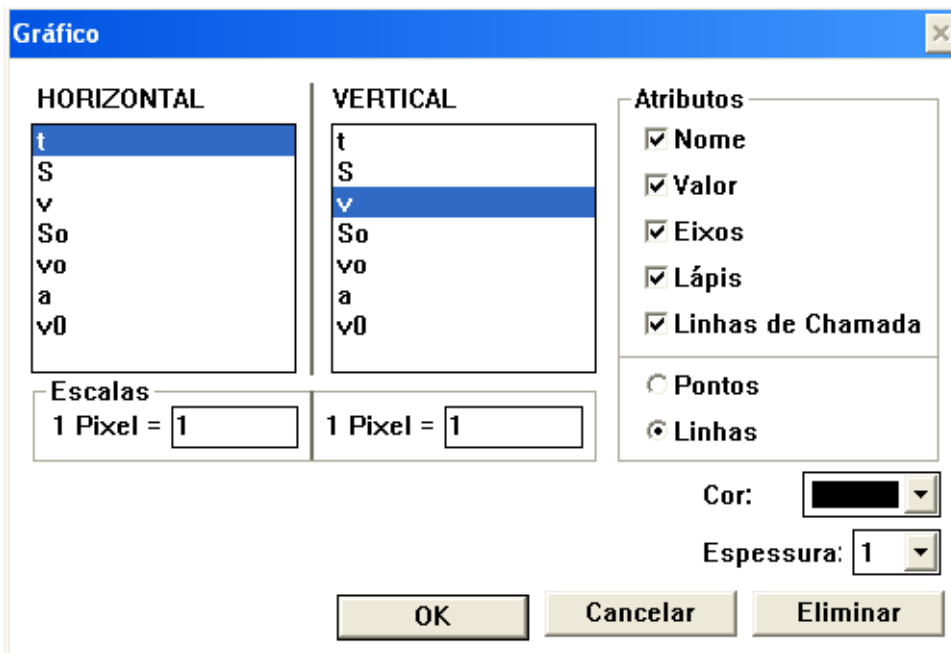 Gráfico
HORIZONTAL
t
S
v
So
vo
a
v0
VERTICAL
t
S
v
So
vo
a
v0
Escalas
1 Pixel = 1
1 Pixel = 1
Atributos
Nome
Valor
Eixos
Lápis
Linhas de Chamada
Pontos
Linhas
Cor:
Espessura: 1
OK
Cancelar
Eliminar